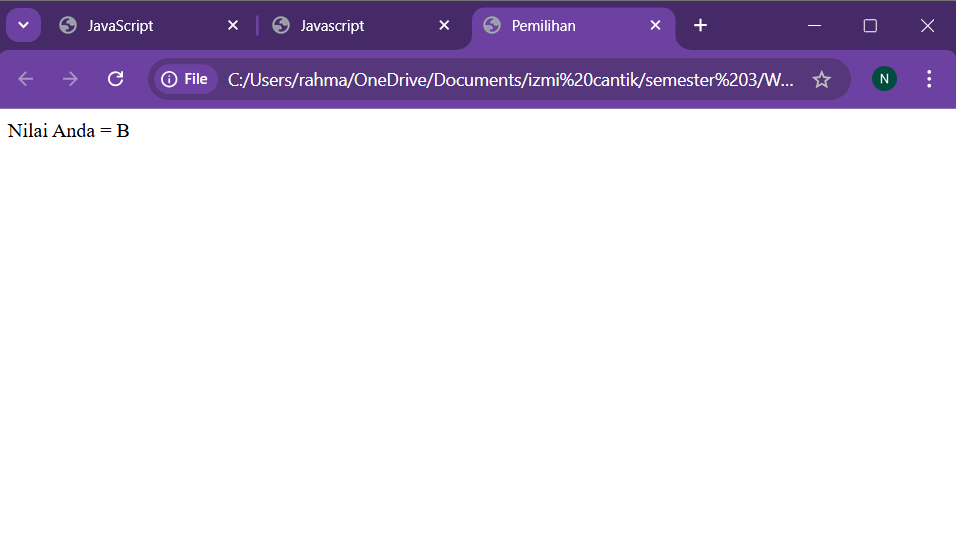 JavaScript
Javascript
Pemilihan
File
C:/Users/rahma/OneDrive/Documents/izmi%20cantik/semester%203/W...
N
Nilai Anda = B